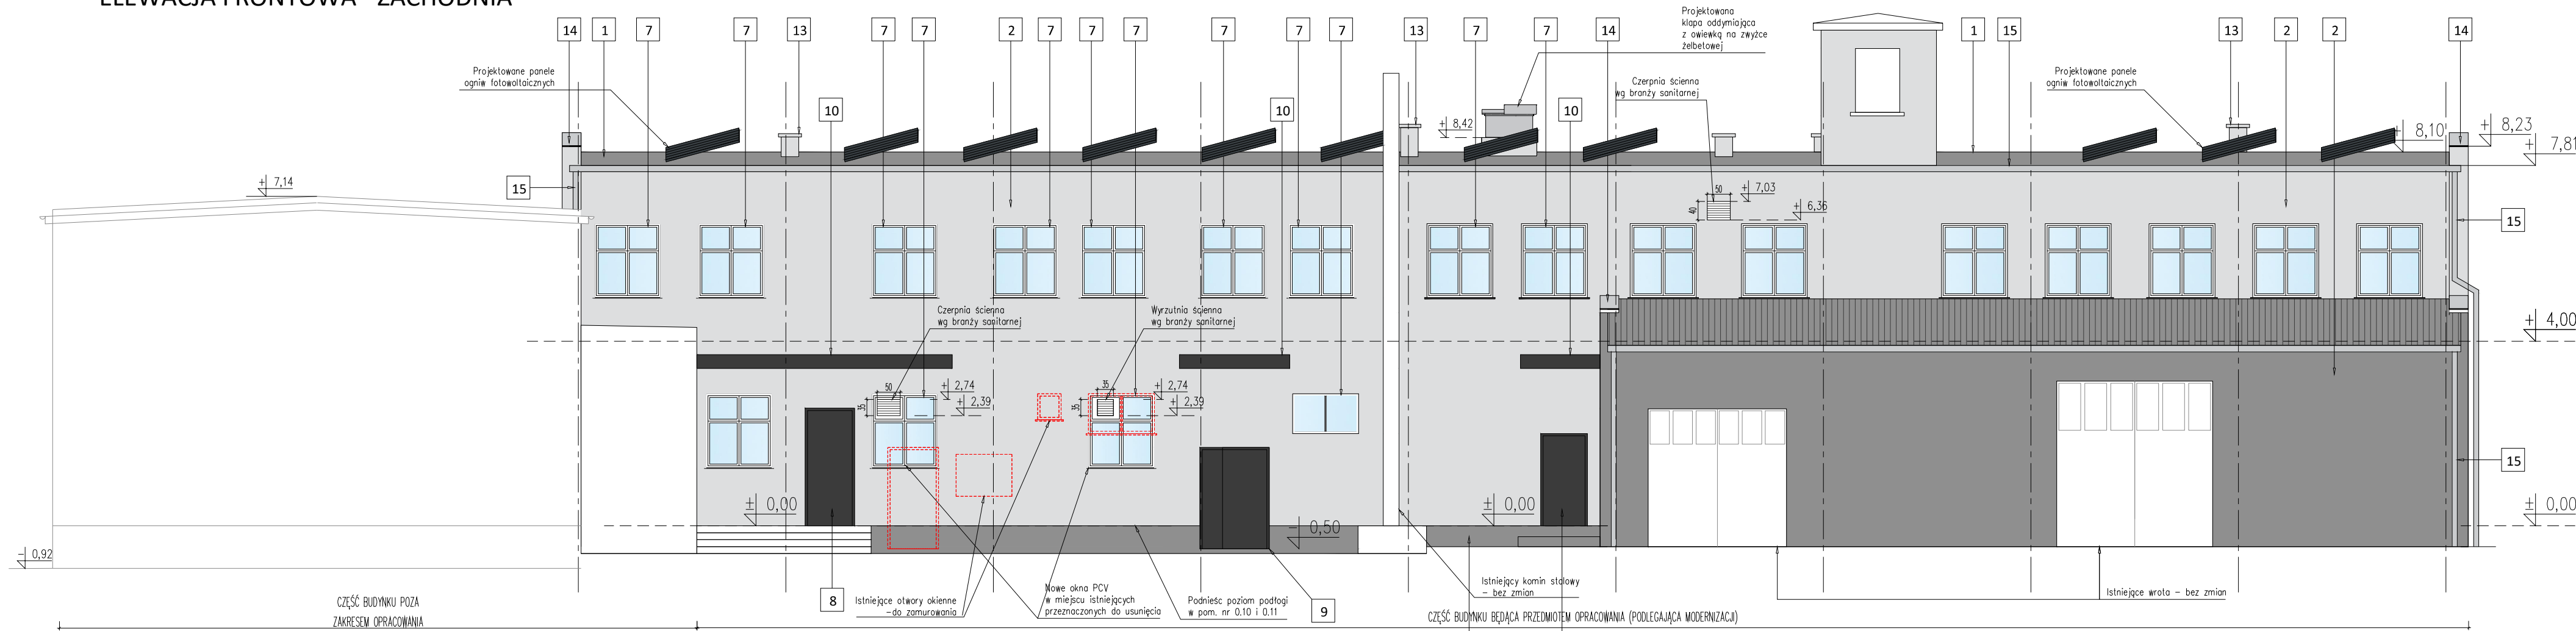 ELEWACJA FRONTOWA - ZACHODNIA
14 1 7 7 13 7 7 2 7 7 7 7 7 7 13 7 7 14 1 15 13 2 2 14
Projektowana
klapa oddymiająca
z owiewką na zwyżce
żelbetowej
Projektowane panele
ogniw fotowoltaicznych
Czerpnia ścienna
wg branży sanitarnej
Projektowane panele
ogniw fotowoltaicznych
10 10 10
+ 8,42
+ 8,10
+ 8,23
+ 7,81
+ 7,14
15
50
40
+ 7,03
+ 6,36
15
Czerpnia ścienna
wg branży sanitarnej
Wyrzutnia ścienna
wg branży sanitarnej
+ 4,00
50
35
+ 2,74
+ 2,39
35
35
+ 2,74
+ 2,39
15
± 0,00
± 0,00
± 0,00
- 0,50
- 0,92
8
Istniejące otwory okienne
-do zamurowania
Nowe okna PCV
w miejscu istniejących
przeznaczonych do usunięcia
Podnieść poziom podłogi
w pom. nr 0.10 i 0.11
9
Istniejący komin stalowy
- bez zmian
Istniejące wrota - bez zmian
CZĘŚĆ BUDYNKU POZA
ZAKRESEM OPRACOWANIA
CZĘŚĆ BUDYNKU BĘDĄCA PRZEDMIOTEM OPRACOWANIA (PODLEGAJĄCA MODERNIZACJI)